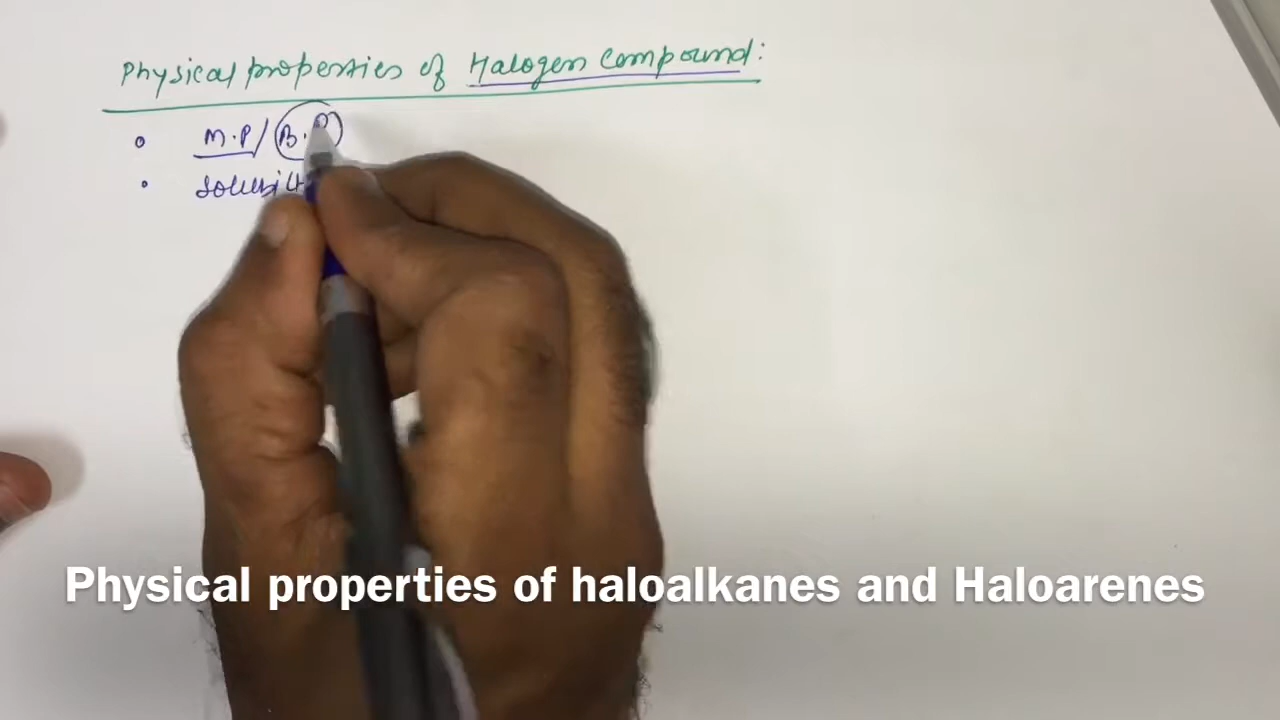 Physical properties of Halogen Compound:
M.P/B.P
Physical properties of haloalkanes and Haloarenes